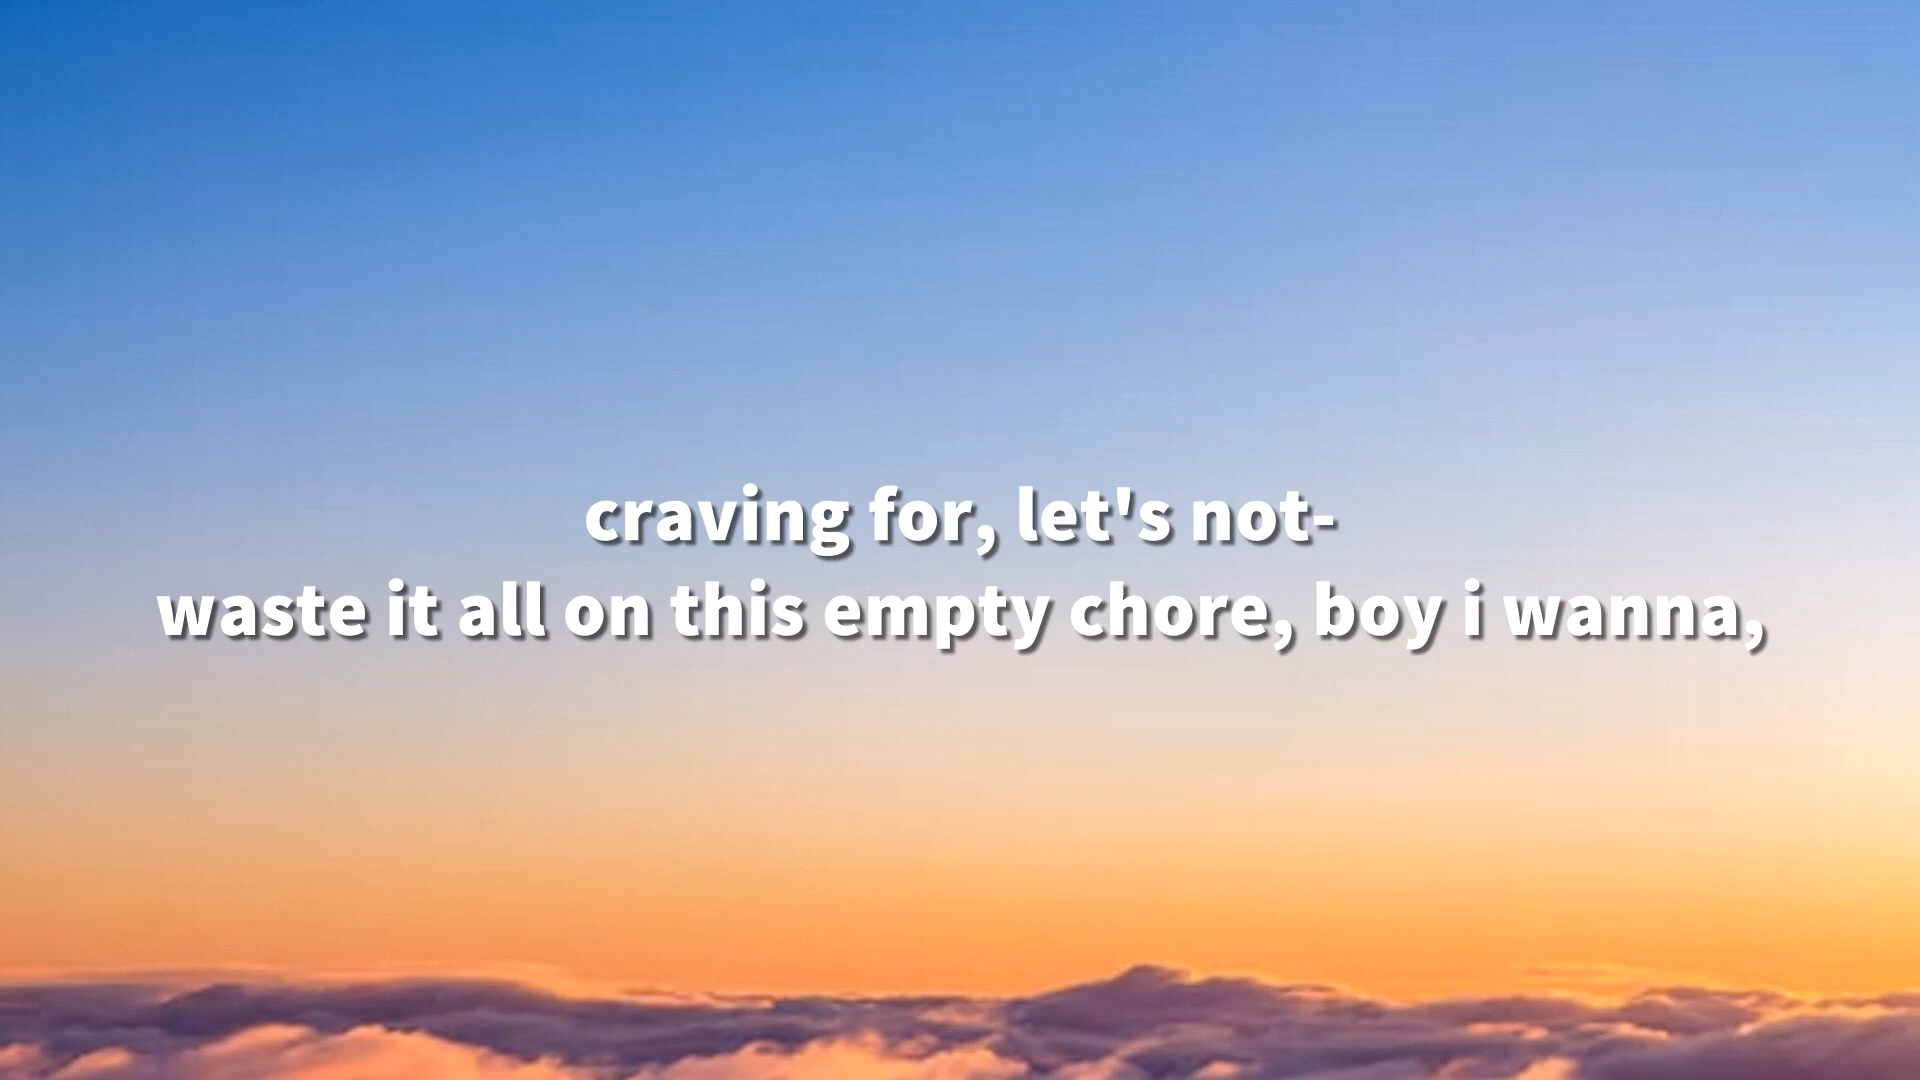 craving for, let's not-
waste it all on this empty chore, boy i wanna,